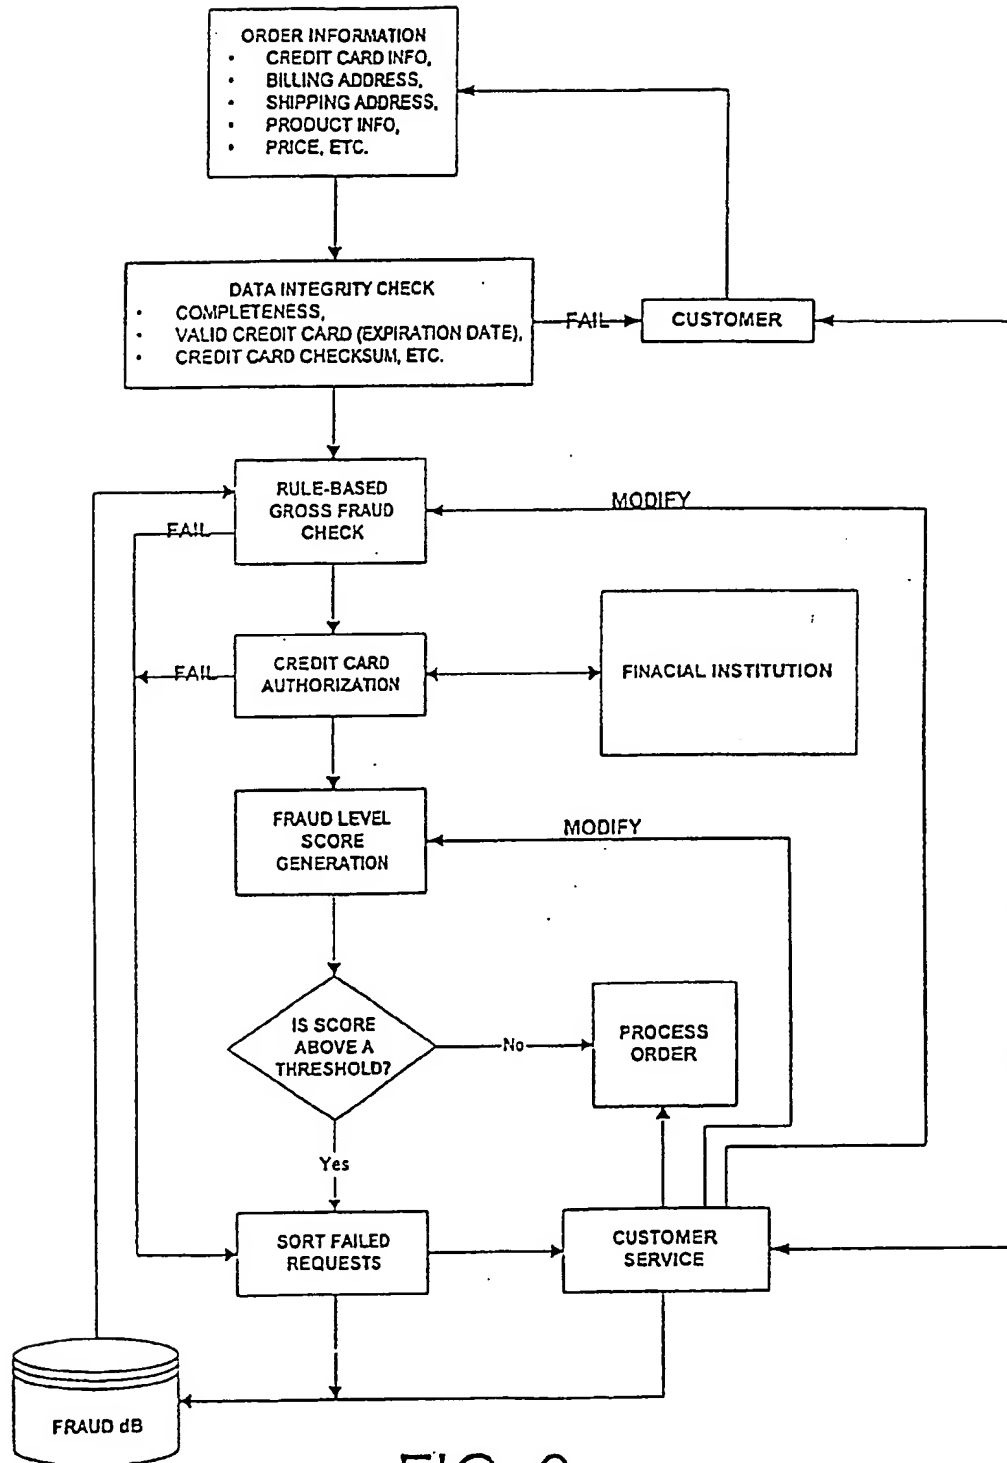 ORDER INFORMATION
• CREDIT CARD INFO,
• BILLING ADDRESS,
• SHIPPING ADDRESS,
• PRODUCT INFO,
• PRICE, ETC.
DATA INTEGRITY CHECK
• COMPLETENESS,
• VALID CREDIT CARD (EXPIRATION DATE),
• CREDIT CARD CHECKSUM, ETC.
FAIL
CUSTOMER
RULE-BASED
GROSS FRAUD
CHECK
MODIFY
FAIL
CREDIT CARD
AUTHORIZATION
FAIL
FINACIAL INSTITUTION
FRAUD LEVEL
SCORE
GENERATION
MODIFY
IS SCORE
ABOVE A
THRESHOLD?
No
PROCESS
ORDER
Yes
SORT FAILED
REQUESTS
CUSTOMER
SERVICE
FRAUD dB
FIG.